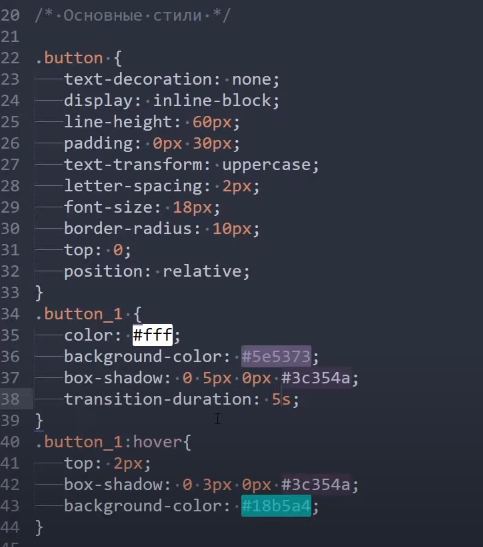 20 /* Основные стили */
21
22 .button {
23 text-decoration: none;
24 display: inline-block;
25 line-height: 60px;
26 padding: 0px 30px;
27 text-transform: uppercase;
28 letter-spacing: 2px;
29 font-size: 18px;
30 border-radius: 10px;
31 top: 0;
32 position: relative;
33 }
34 .button_1 {
35 color: #fff;
36 background-color: #5e5373;
37 box-shadow: 0 5px 0px #3c354a;
38 transition-duration: 5s;
39 }
40 .button_1:hover{
41 top: 2px;
42 box-shadow: 0 3px 0px #3c354a;
43 background-color: #18b5a4;
44 }